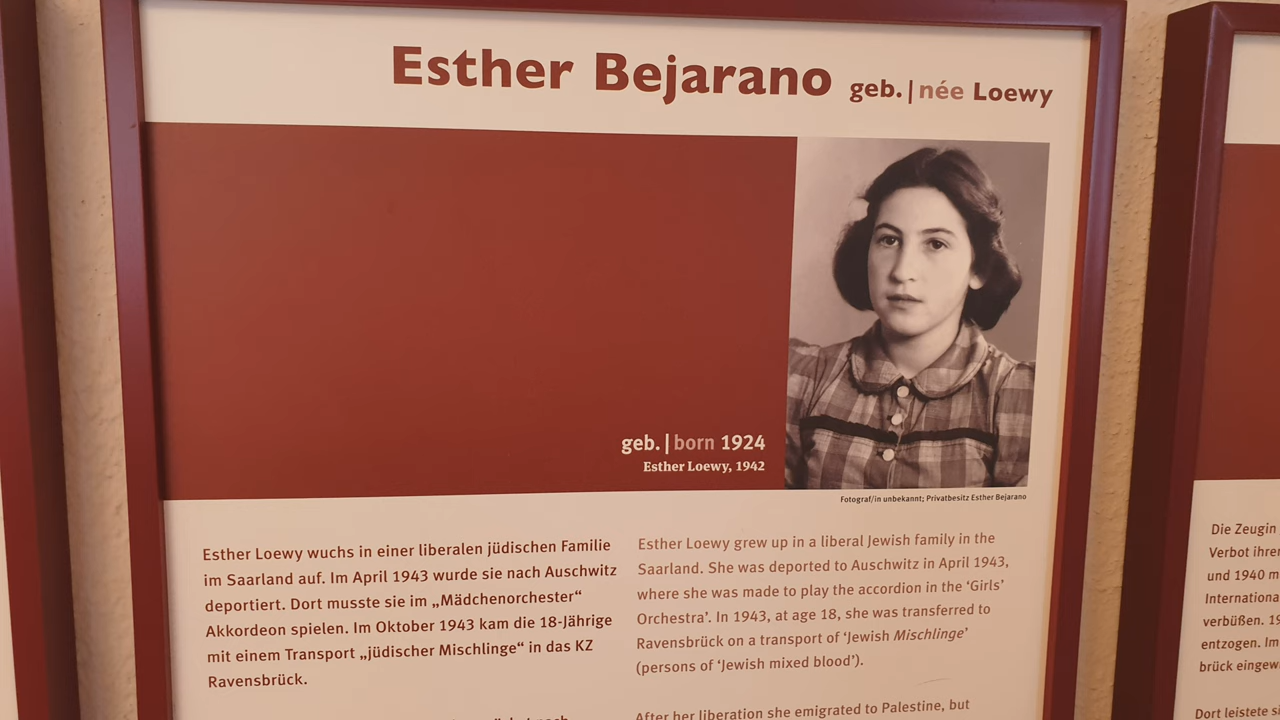 Esther Bejarano geb. | née Loewy
geb. | born 1924
Esther Loewy, 1942
Fotograf/in unbekannt; Privatbesitz Esther Bejarano
Esther Loewy wuchs in einer liberalen jüdischen Familie
im Saarland auf. Im April 1943 wurde sie nach Auschwitz
deportiert. Dort musste sie im „Mädchenorchester“
Akkordeon spielen. Im Oktober 1943 kam die 18-Jährige
mit einem Transport „jüdischer Mischlinge“ in das KZ
Ravensbrück.
Esther Loewy grew up in a liberal Jewish family in the
Saarland. She was deported to Auschwitz in April 1943,
where she was made to play the accordion in the ‘Girls’
Orchestra’. In 1943, at age 18, she was transferred to
Ravensbrück on a transport of ‘Jewish Mischlinge’
(persons of ‘Jewish mixed blood’).
After her liberation she emigrated to Palestine, but
Die Zeugin
Verbot ihrer
und 1940 m
Internationa
verbüßen. 19
entzogen. Im
brück eingew
Dort leistete s